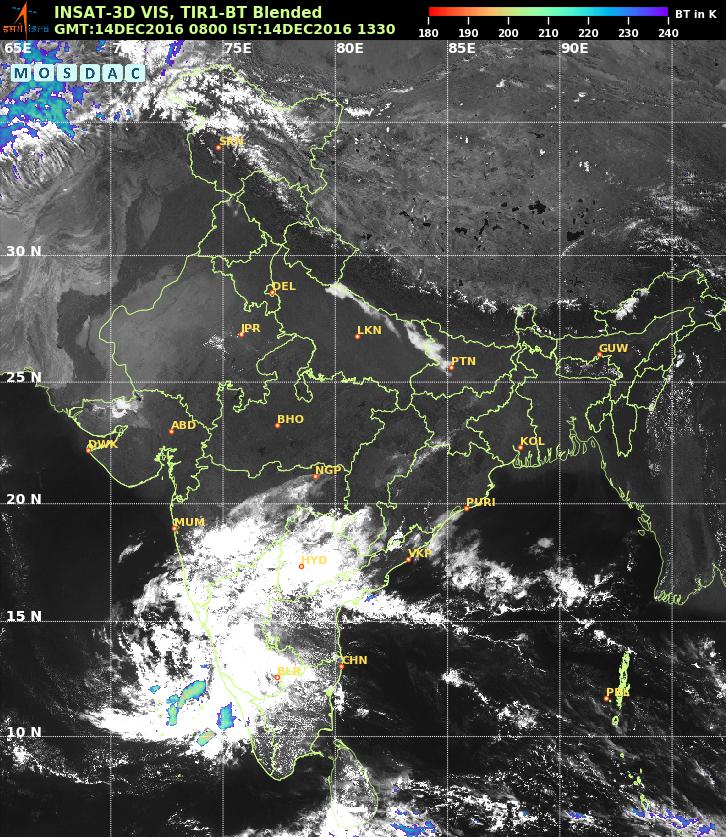 INSAT-3D VIS, TIR1-BT Blended
GMT:14DEC2016 0800 IST:14DEC2016 1330
BT in K
180 190 200 210 220 230 240
65E 70E 75E 80E 85E 90E
MOSDAC
SRN
30 N
DEL
JPR
LKN
GUW
PTN
25 N
BHO
ABD
DWK
KOL
NGP
20 N
PURI
MUM
VKP
HYD
15 N
CHN
BLR
10 N